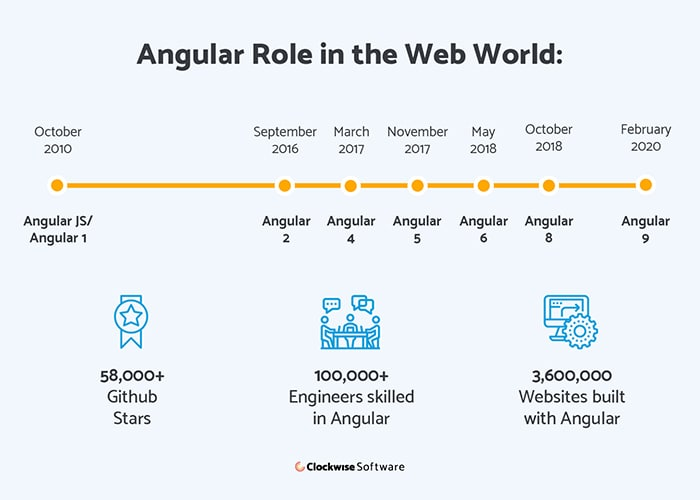 Angular Role in the Web World:
October
2010
September
2016
March
2017
November
2017
May
2018
October
2018
February
2020
Angular JS/
Angular 1
Angular
2
Angular
4
Angular
5
Angular
6
Angular
8
Angular
9
58,000+
Github
Stars
100,000+
Engineers skilled
in Angular
3,600,000
Websites built
with Angular
Clockwise Software